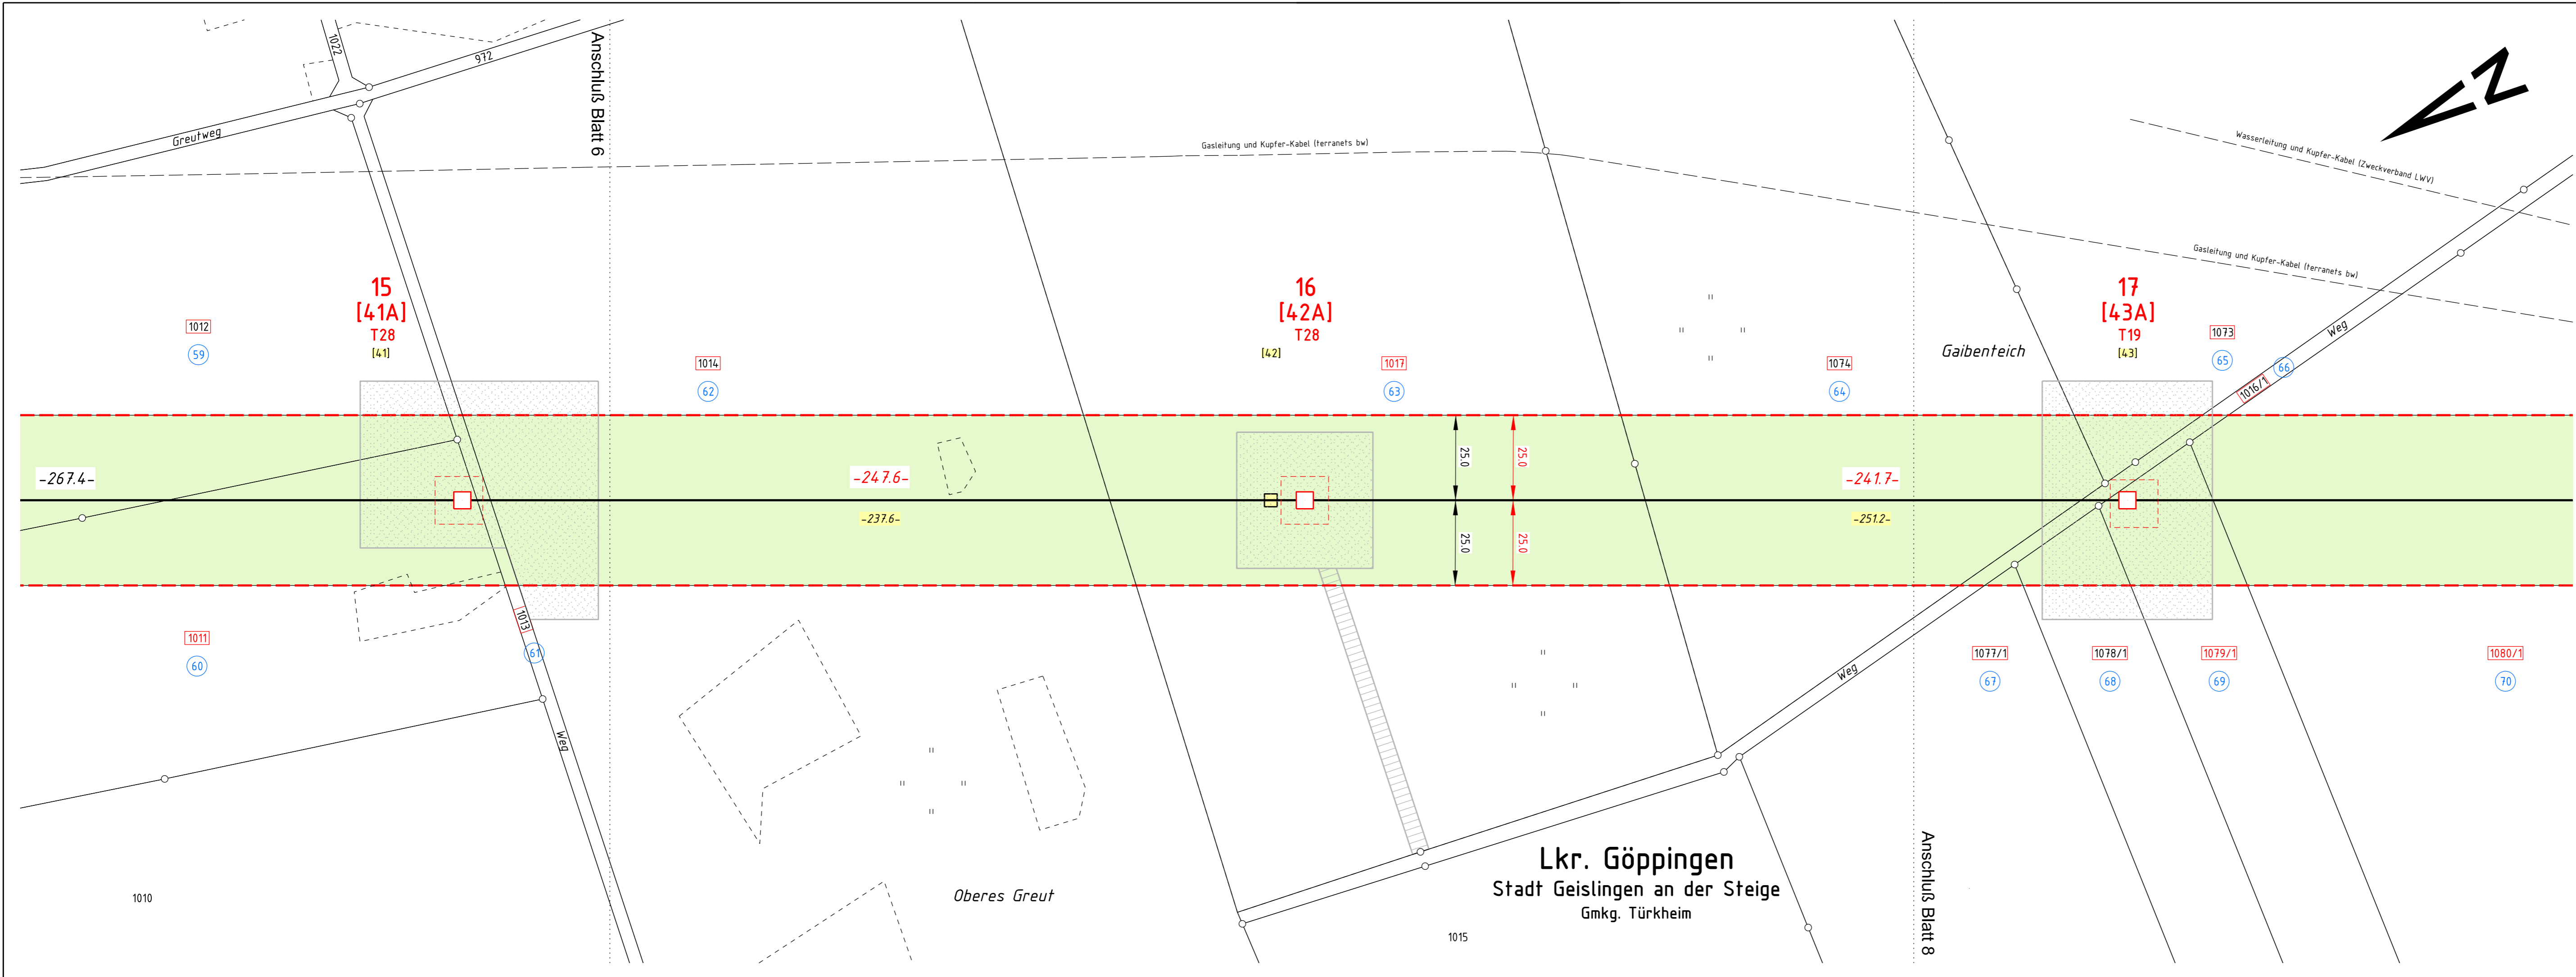 1022
972
Anschluß Blatt 6
Greutweg
Gasleitung und Kupfer-Kabel (terranets bw)
Wasserleitung und Kupfer-Kabel (Zweckverband LWV)
Gasleitung und Kupfer-Kabel (terranets bw)
N
15
[41A]
T28
[41]
16
[42A]
T28
[42]
17
[43A]
T19
[43]
1012
59
1014
62
1017
63
1074
64
Gaibenteich
1073
65
66
Weg
1016/1
-267.4-
-247.6-
-237.6-
25.0
25.0
25.0
25.0
-241.7-
-251.2-
1011
60
1013
61
Weg
Weg
1077/1
67
1078/1
68
1079/1
69
1080/1
70
1010
Oberes Greut
Lkr. Göppingen
Stadt Geislingen an der Steige
Gmkg. Türkheim
1015
Anschluß Blatt 8